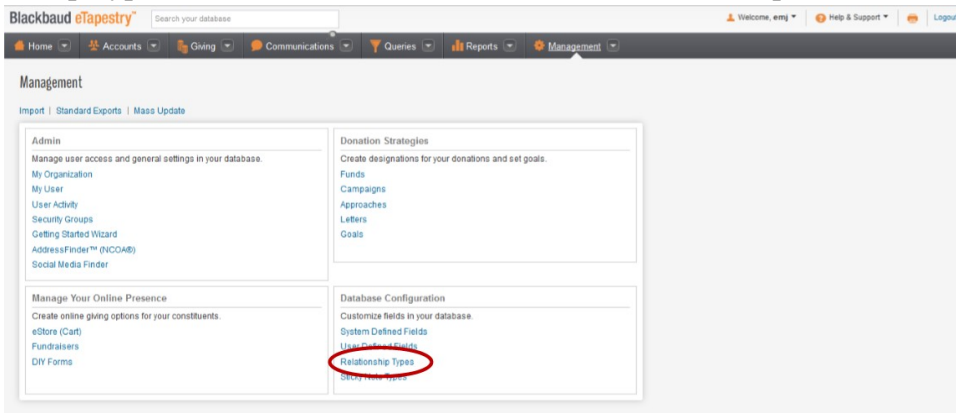 Blackbaud eTapestry™ Search your database Welcome, emj Help & Support Logout
Home Accounts Giving Communications Queries Reports Management
Management
Import | Standard Exports | Mass Update
Admin
Manage user access and general settings in your database.
My Organization
My User
User Activity
Security Groups
Getting Started Wizard
AddressFinder™ (NCOA®)
Social Media Finder
Donation Strategies
Create designations for your donations and set goals.
Funds
Campaigns
Approaches
Letters
Goals
Manage Your Online Presence
Create online giving options for your constituents.
eStore (Cart)
Fundraisers
DIY Forms
Database Configuration
Customize fields in your database.
System Defined Fields
User Defined Fields
Relationship Types
Sticky Note Types